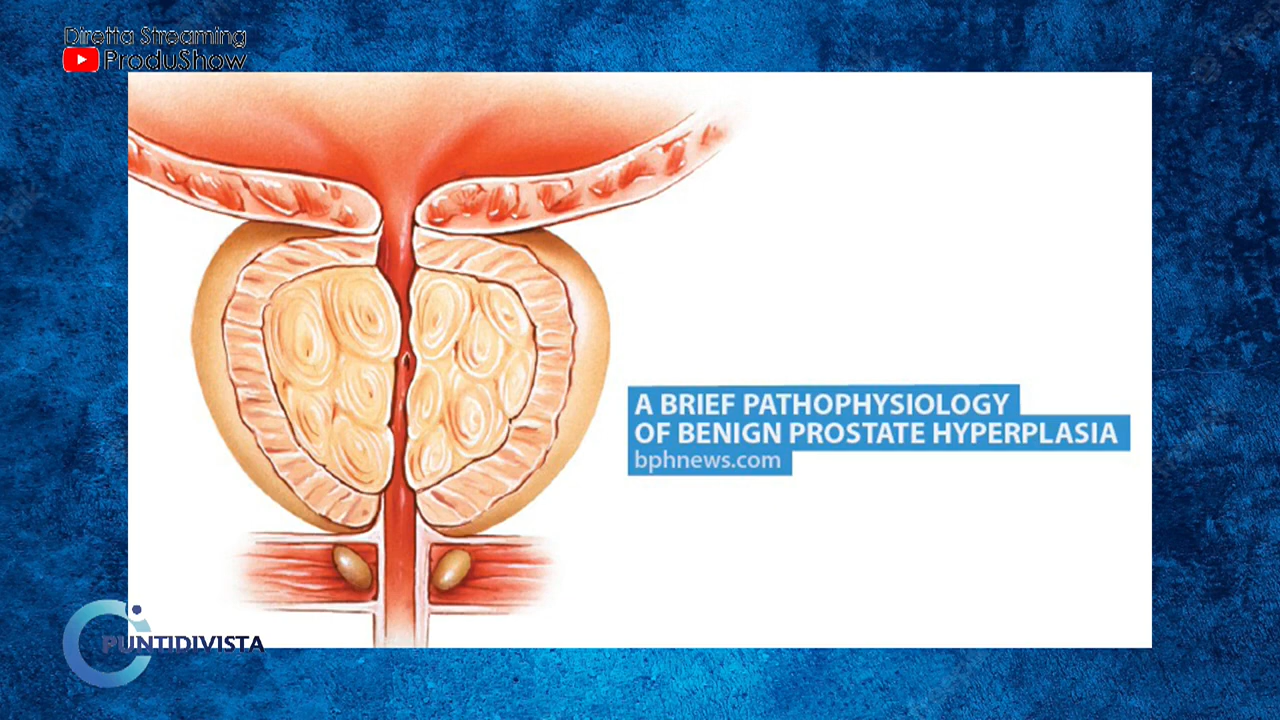 Diretta Streaming
ProduShow
A BRIEF PATHOPHYSIOLOGY
OF BENIGN PROSTATE HYPERPLASIA
bphnews.com
PUNTIDIVISTA